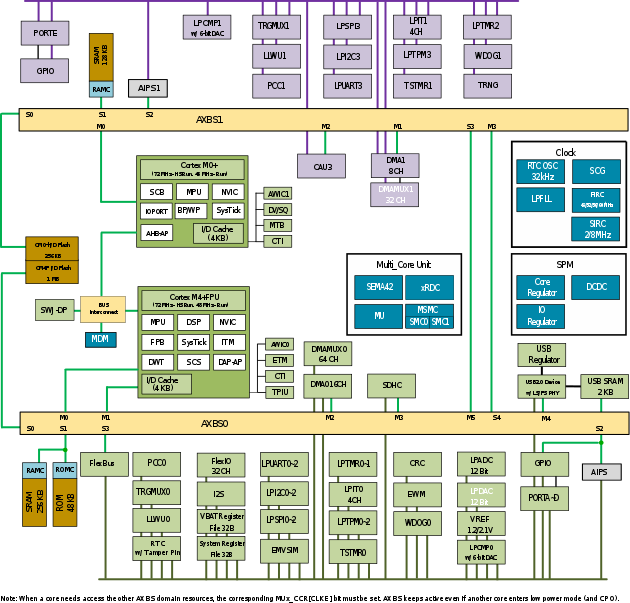 PORTE
GPIO
SRAM
128 KB
RAMC
AIPS1
LPCMP1
w/ 6-bit DAC
TRGMUX1
LLWU1
PCC1
LPSPI3
LPI2C3
LPUART3
LPIT1
4CH
LPTPM3
TSTMR1
LPTMR2
WDOG1
TRNG
S0
S1
S2
AXBS1
M0
M2
M1
S3
M3
Cortex M0+
(72 MHz-HSRun, 48 MHz-Run)
SCB
MPU
NVIC
IOPORT
BP/WP
SysTick
AHB-AP
I/D Cache
(4 KB)
AWIC1
DJ/SQ
MTB
CTI
CAU3
DMA1
8CH
DMAMUX1
32 CH
Clock
RTC OSC
32kHz
SCG
LPFLL
FIRC
SIRC
2/8MHz
CM0+ I/D Flash
256 KB
CM4F I/D Flash
1 MB
SWJ-DP
BUS
Interconnect
MDM
Cortex M4+FPU
(72 MHz-HSRun, 48 MHz-Run)
MPU
DSP
NVIC
FPB
SysTick
ITM
DWT
SCS
DAP-AP
I/D Cache
(4 KB)
AWIC0
ETM
CTI
TPIU
Multi_Core Unit
SEMA42
xRDC
MU
MSMC
SMC0 SMC1
SPM
Core
Regulator
DCDC
IO
Regulator
DMAMUX0
64 CH
DMA0 16CH
SDHC
USB
Regulator
USB2.0 Device
w/ LS/FS PHY
USB SRAM
2 KB
M0
M1
M2
M3
M5
S4
M4
S0
S1
S3
AXBS0
S2
RAMC
SRAM
256 KB
ROMC
ROM
48 KB
FlexBus
PCC0
TRGMUX0
LLWU0
RTC
w/ Tamper Pin
FlexIO
32CH
I2S
VBAT Register
File 32B
System Register
File 32B
LPUART0-2
LPI2C0-2
LPSPI0-2
EMVSIM
LPTMR0-1
LPIT0
4CH
LPTPM0-2
TSTMR0
CRC
EWM
WDOG0
LPADC
12 Bit
LPDAC
12 Bit
VREF
1.2/2.1V
LPCMP0
w/ 6-bit DAC
GPIO
PORTA-D
AIPS
Note: When a core needs access the other AXBS domain resources, the corresponding MUx_CCR[CLKE] bit must be set. AXBS keeps active even if another core enters low power mode (and CPO).